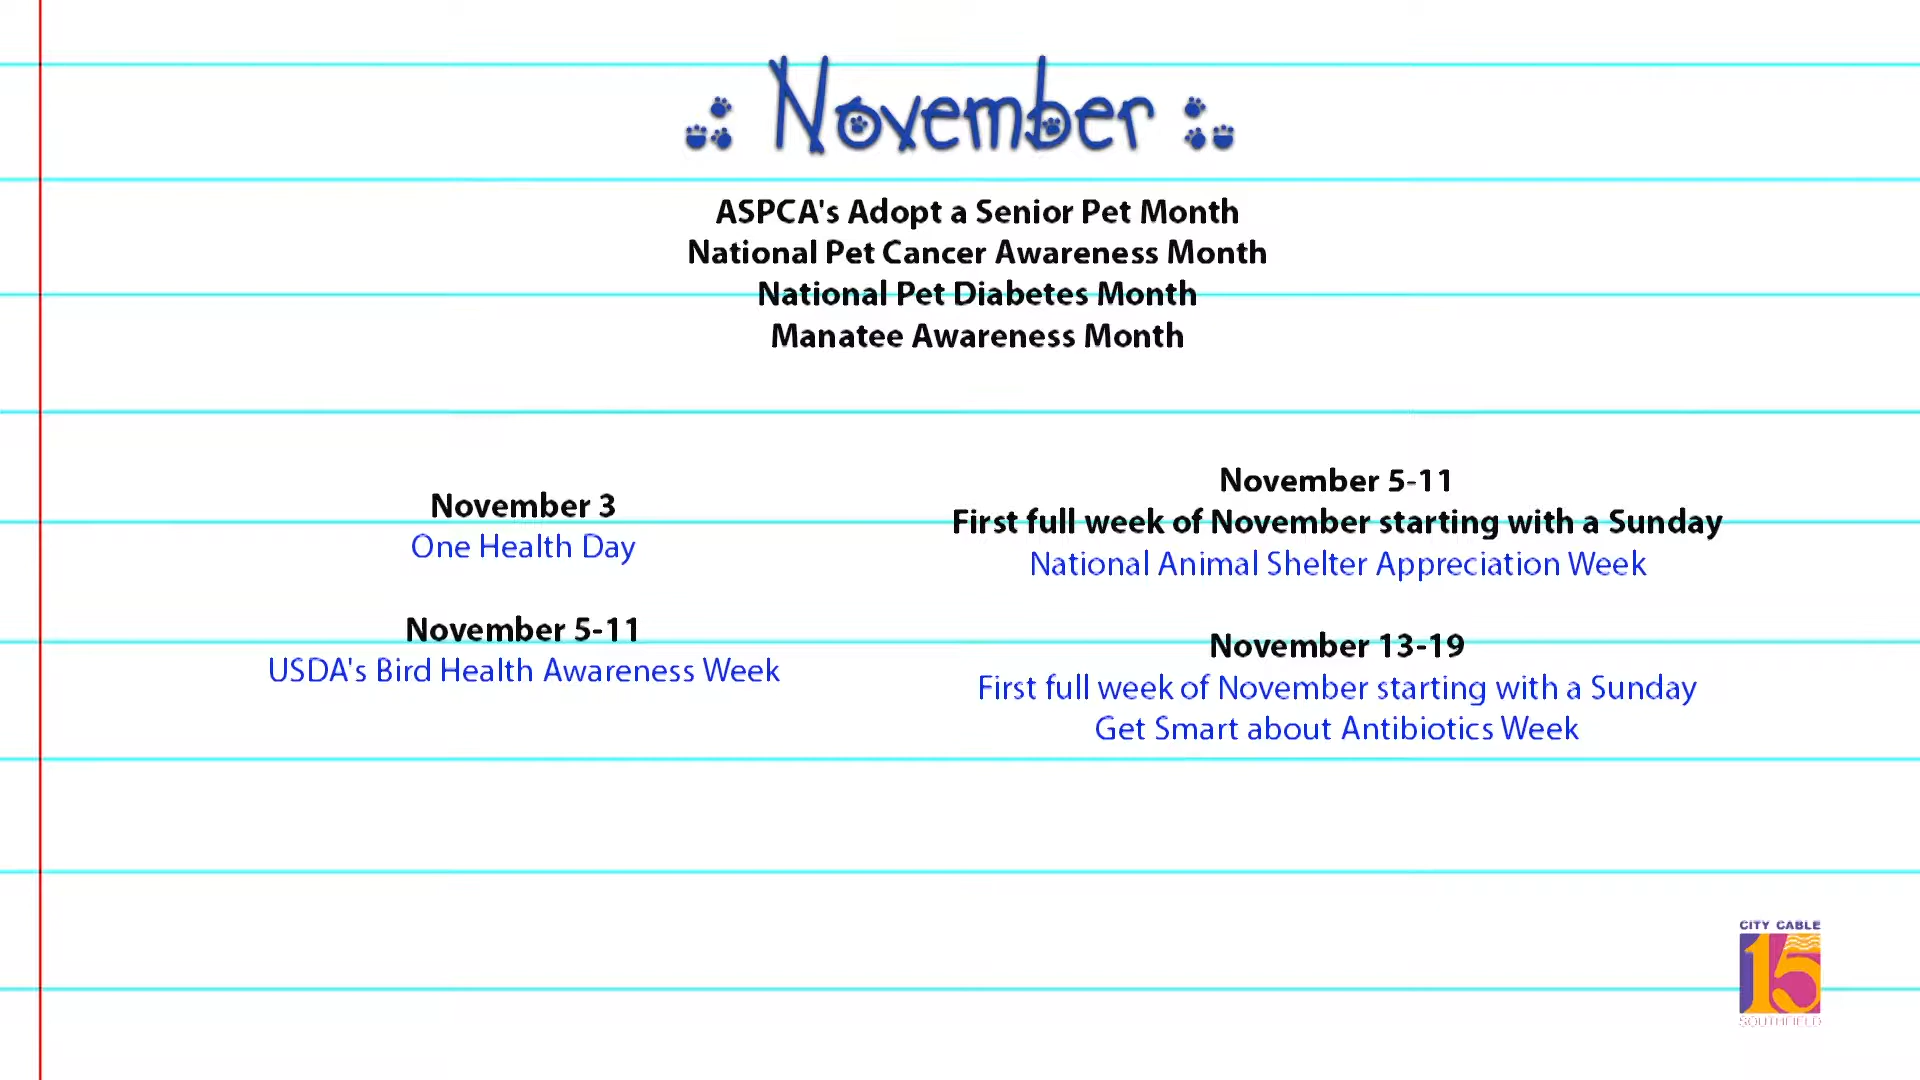 November
ASPCA's Adopt a Senior Pet Month
National Pet Cancer Awareness Month
National Pet Diabetes Month
Manatee Awareness Month
November 3
One Health Day
November 5-11
USDA's Bird Health Awareness Week
November 5-11
First full week of November starting with a Sunday
National Animal Shelter Appreciation Week
November 13-19
First full week of November starting with a Sunday
Get Smart about Antibiotics Week
CITY CABLE
15
SOUTHFIELD